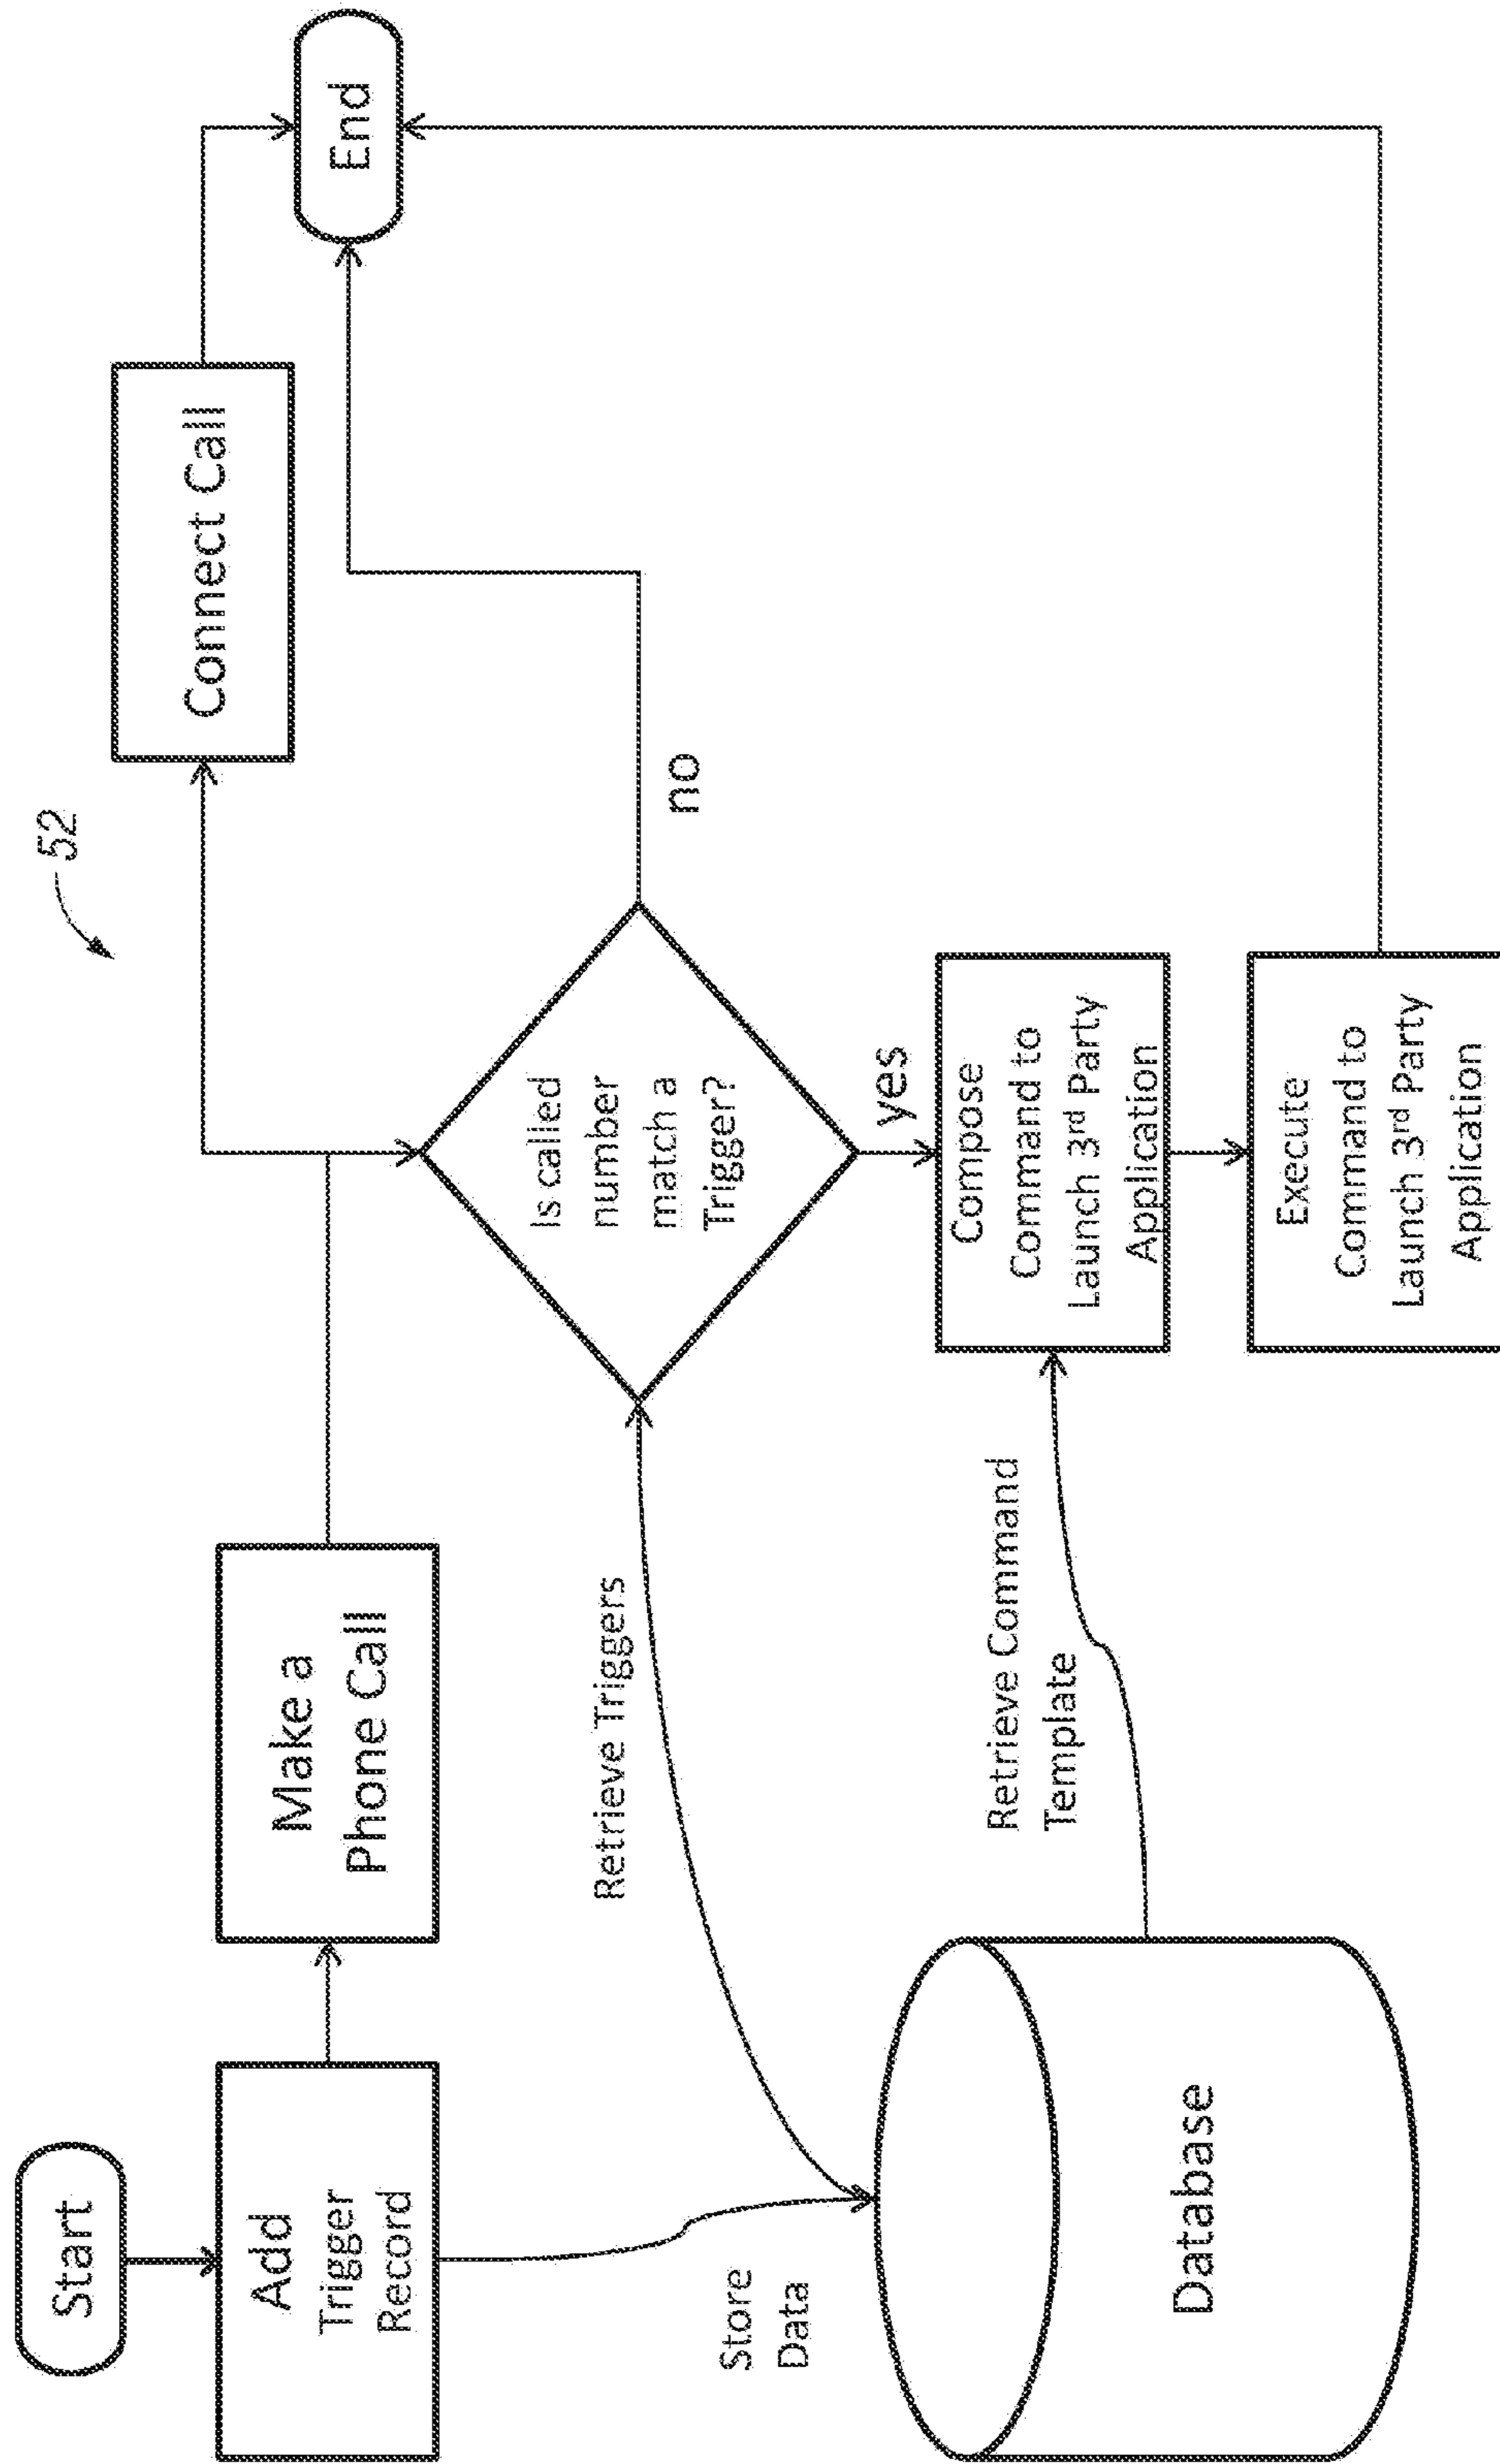 52
Start
Add
Trigger
Record
Make a
Phone Call
Connect Call
End
Store
Data
Retrieve Triggers
Is called
number
match a
Trigger?
no
yes
Database
Retrieve Command
Template
Compose
Command to
Launch 3rd Party
Application
Execute
Command to
Launch 3rd Party
Application